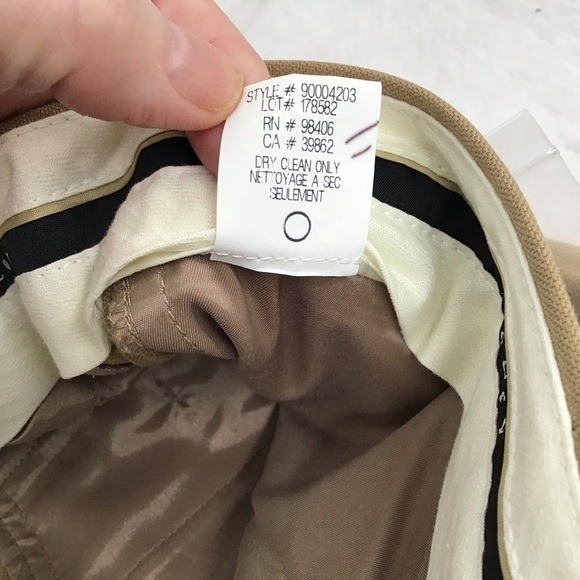 STYLE # 90004203
LOT# 178582
RN # 98406
CA # 39862
DRY CLEAN ONLY
NETTOYAGE A SEC
SEULEMENT